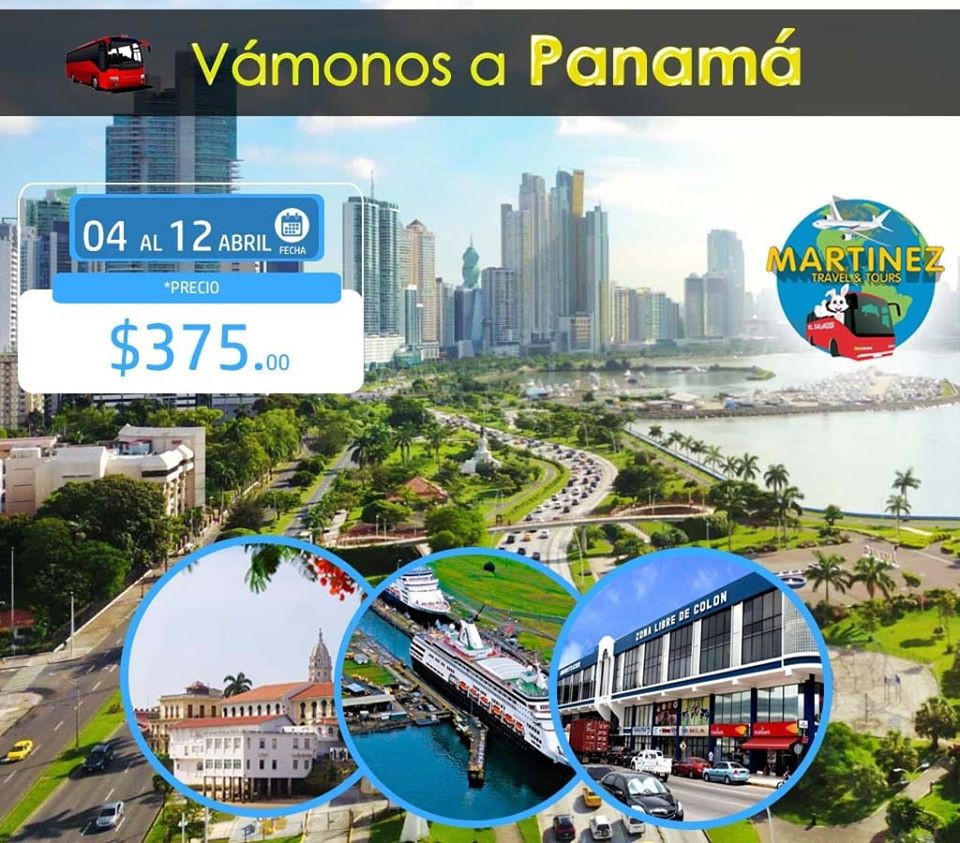 Vámonos a Panamá
04 AL 12 ABRIL
FECHA
*PRECIO
$375.00
MARTINEZ
TRAVEL & TOURS
EL SALVADOR
ZONA LIBRE DE COLON